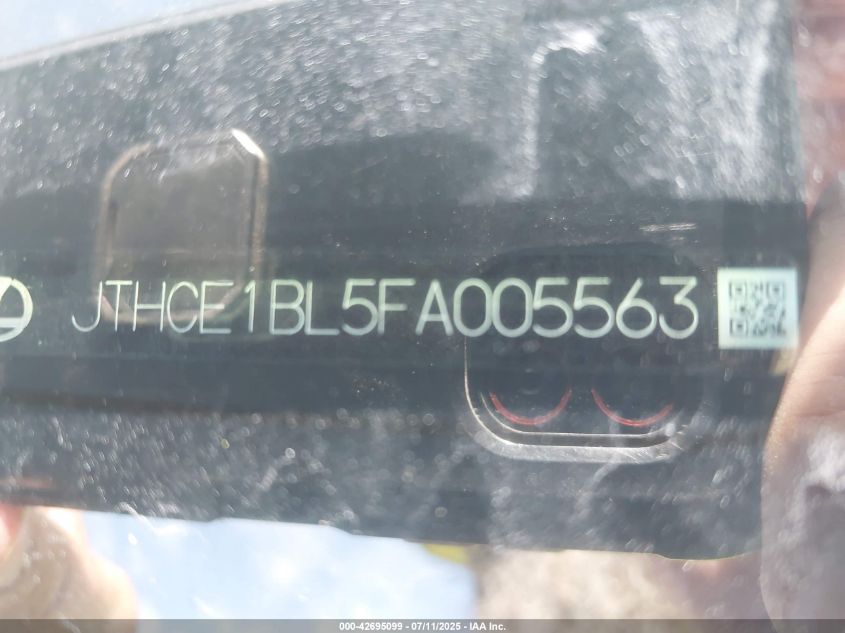 JTHCE1BL5FA005563
000-42695099 - 07/11/2025 - IAA Inc.